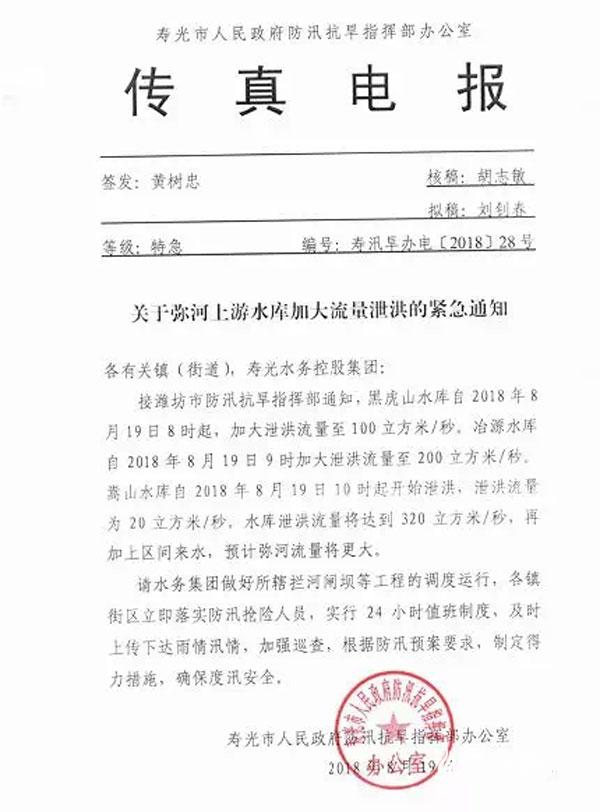 寿光市人民政府防汛抗旱指挥部办公室
传真电报
签发：黄树忠 核稿：胡志敏
拟稿：刘钊春
等级：特急 编号：寿汛旱办电〔2018〕28号
关于弥河上游水库加大流量泄洪的紧急通知
各有关镇（街道），寿光水务控股集团：
接潍坊市防汛抗旱指挥部通知，黑虎山水库自2018年8
月19日8时起，加大泄洪流量至100立方米/秒。冶源水库
自2018年8月19日9时加大泄洪流量至200立方米/秒。
嵩山水库自2018年8月19日10时起开始泄洪，泄洪流量
为20立方米/秒。水库泄洪流量将达到320立方米/秒，再
加上区间来水，预计弥河流量将更大。
请水务集团做好所辖拦河闸坝等工程的调度运行，各镇
街区立即落实防汛抢险人员，实行24小时值班制度，及时
上传下达雨情汛情，加强巡查，根据防汛预案要求，制定得
力措施，确保度汛安全。
寿光市人民政府防汛抗旱指挥部办公室
2018年8月19
寿光市人民政府防汛抗旱指挥部
办公室